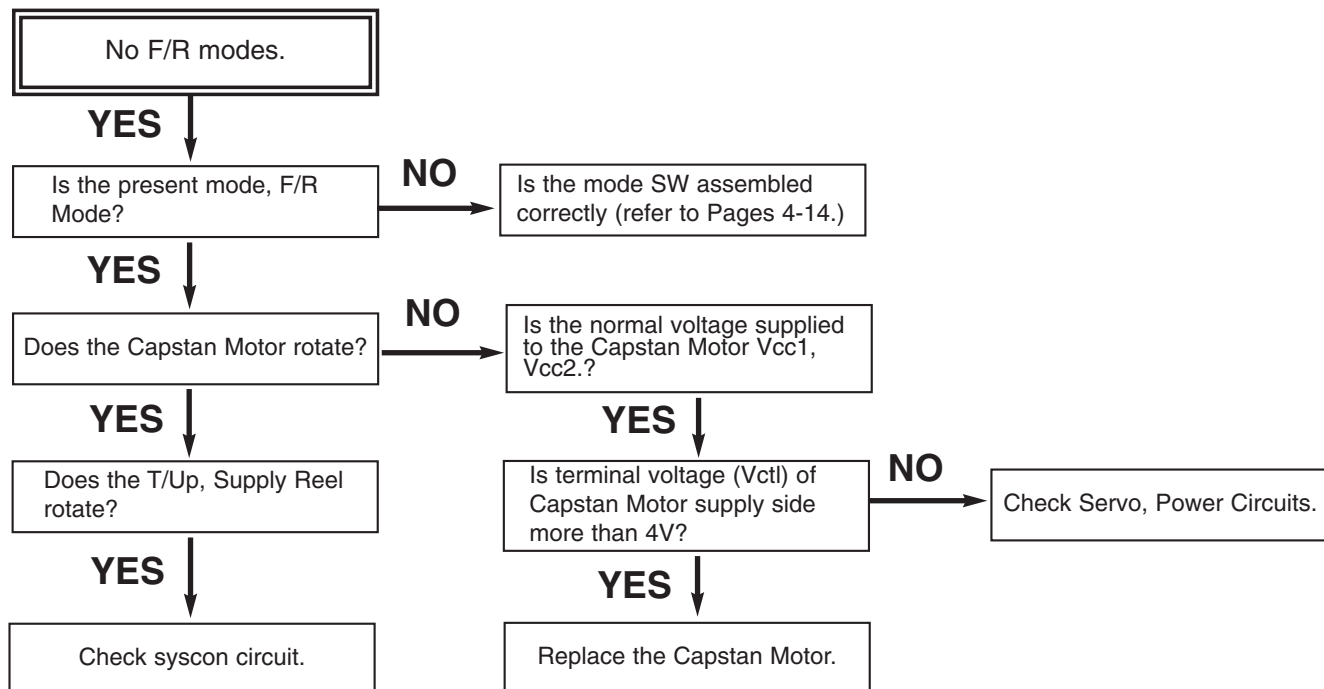 No F/R modes.
YES
Is the present mode, F/R
Mode?
NO
Is the mode SW assembled
correctly (refer to Pages 4-14.)
YES
Does the Capstan Motor rotate?
NO
Is the normal voltage supplied
to the Capstan Motor Vcc1,
Vcc2.?
YES
YES
Does the T/Up, Supply Reel
rotate?
Is terminal voltage (Vctl) of
Capstan Motor supply side
more than 4V?
NO
Check Servo, Power Circuits.
YES
YES
Check syscon circuit.
Replace the Capstan Motor.